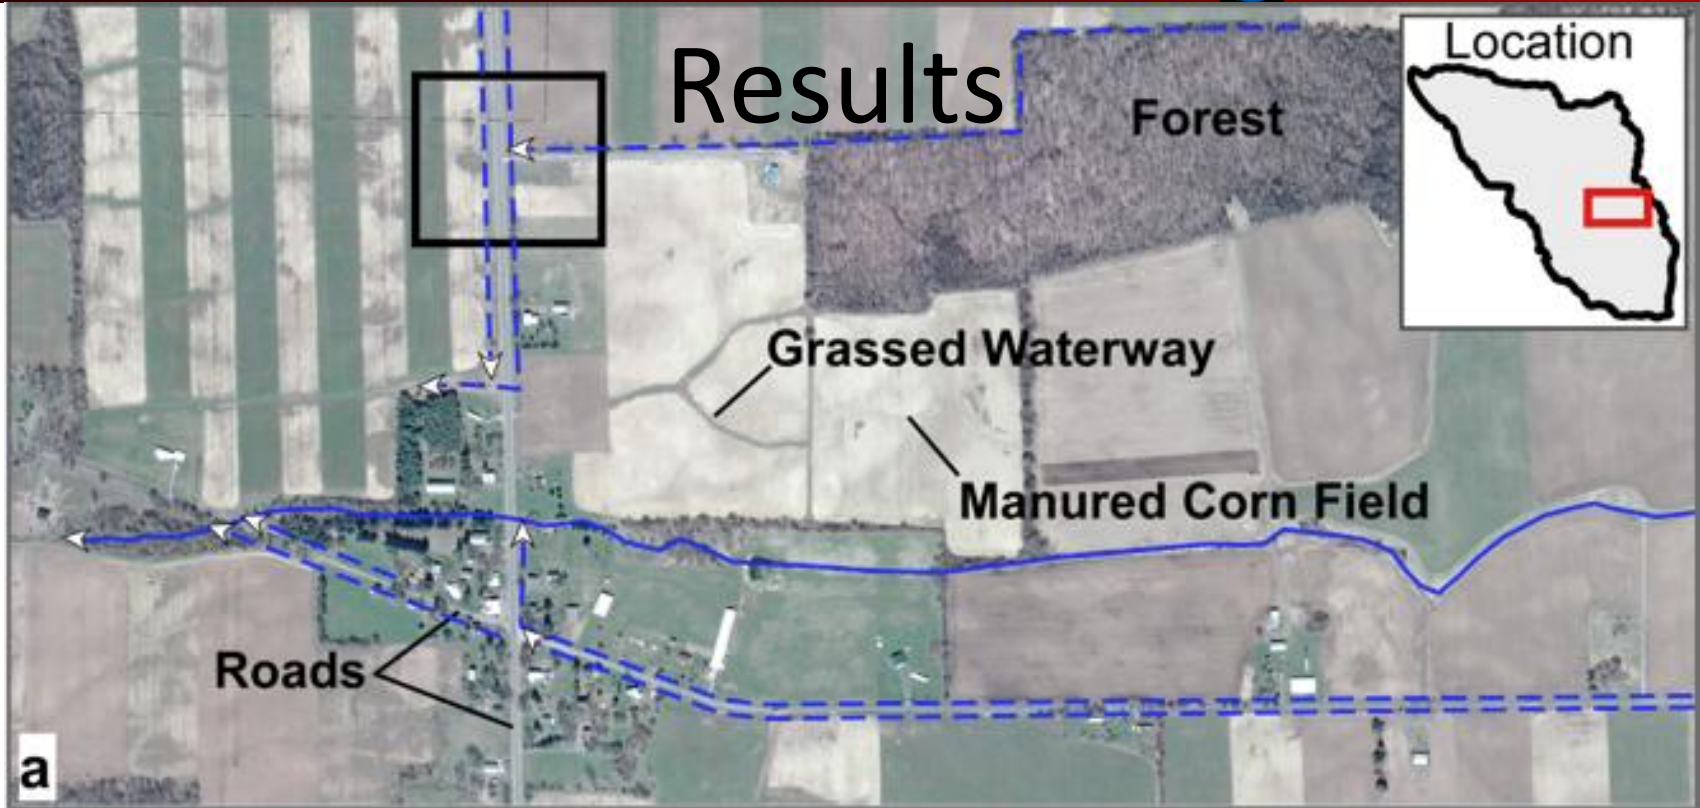 Results
Location
Forest
Grassed Waterway
Manured Corn Field
Roads
a